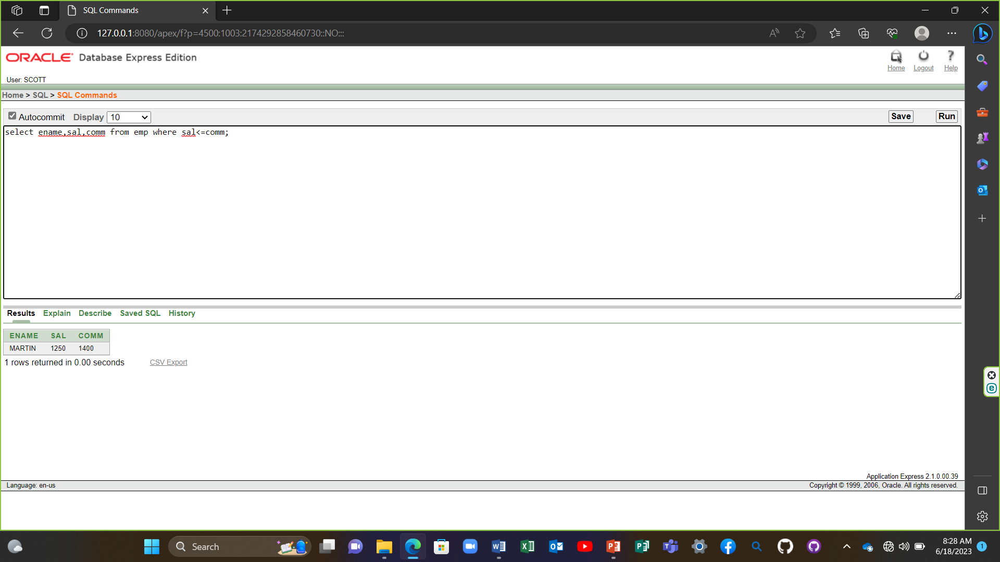 SQL Commands
127.0.0.1:8080/apex/f?p=4500:1003:2174292858460730::NO:::
ORACLE Database Express Edition
Home Logout Help
User: SCOTT
Home > SQL > SQL Commands
Autocommit Display 10 Save Run
select ename,sal,comm from emp where sal<=comm;
Results Explain Describe Saved SQL History
ENAME SAL COMM
MARTIN 1250 1400
1 rows returned in 0.00 seconds CSV Export
Application Express 2.1.0.00.39
Language: en-us Copyright © 1999, 2006, Oracle. All rights reserved.
Search
8:28 AM
6/18/2023 1